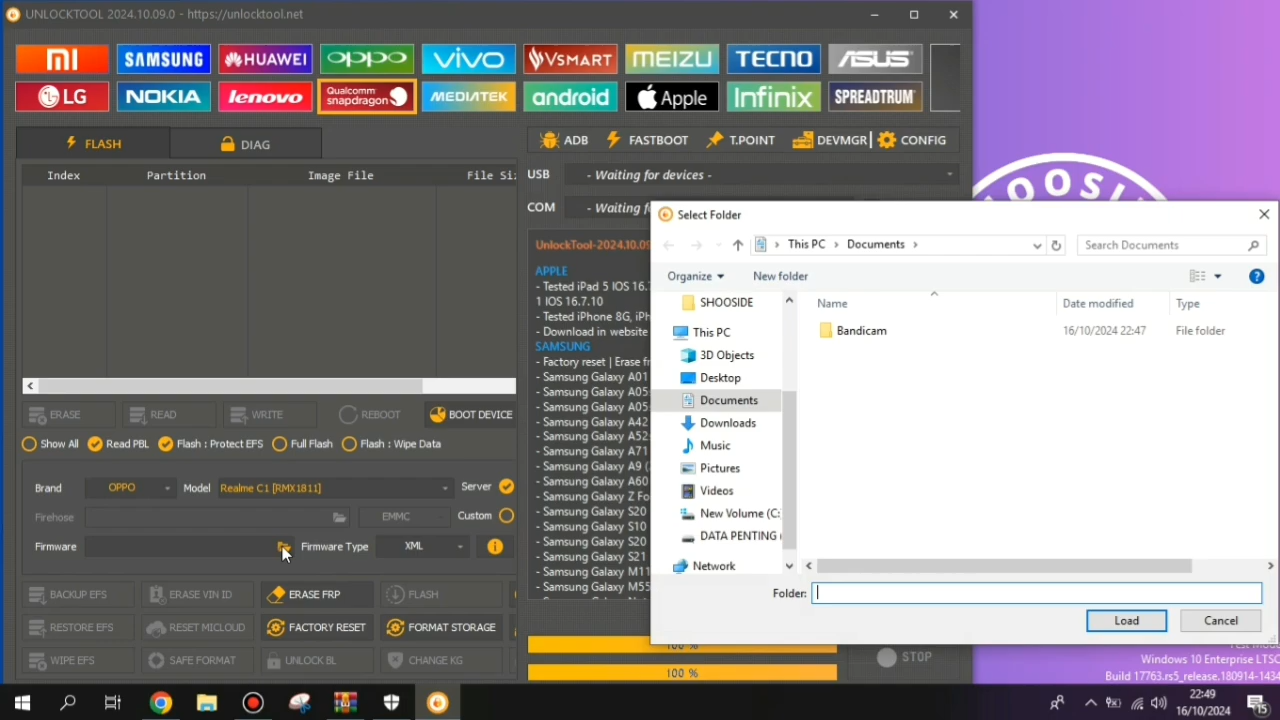 UNLOCKTOOL 2024.10.09.0 - https://unlocktool.net
mi SAMSUNG HUAWEI oppo vivo VSMART MEIZU TECNO ASUS
LG NOKIA lenovo Qualcomm snapdragon MEDIATEK android Apple Infinix SPREADTRUM
FLASH DIAG
ADB FASTBOOT T.POINT DEVMGR CONFIG
Index Partition Image File File Siz
USB - Waiting for devices -
COM - Waiting f
UnlockTool-2024.10.09
APPLE
- Tested iPad 5 IOS 16.7
1 IOS 16.7.10
- Tested iPhone 8G, iPh
- Download in website
SAMSUNG
- Factory reset | Erase fr
- Samsung Galaxy A01
- Samsung Galaxy A05
- Samsung Galaxy A05
- Samsung Galaxy A42
- Samsung Galaxy A52
- Samsung Galaxy A71
- Samsung Galaxy A9 (
- Samsung Galaxy A60
- Samsung Galaxy Z Fo
- Samsung Galaxy S20
- Samsung Galaxy S10
- Samsung Galaxy S20
- Samsung Galaxy S21
- Samsung Galaxy M11
- Samsung Galaxy M55
ERASE READ WRITE REBOOT BOOT DEVICE
Show All Read PBL Flash : Protect EFS Full Flash Flash : Wipe Data
Brand OPPO Model Realme C1 [RMX1811] Server
Firehose EMMC Custom
Firmware Firmware Type XML
BACKUP EFS ERASE VIN ID ERASE FRP FLASH
RESTORE EFS RESET MICLOUD FACTORY RESET FORMAT STORAGE
WIPE EFS SAFE FORMAT UNLOCK BL CHANGE KG
100 %
100 %
STOP
Select Folder
This PC Documents
Search Documents
Organize New folder
SHOOSIDE
This PC
3D Objects
Desktop
Documents
Downloads
Music
Pictures
Videos
New Volume (C:
DATA PENTING (
Network
Name Date modified Type
Bandicam 16/10/2024 22:47 File folder
Folder:
Load Cancel
Windows 10 Enterprise LTSC
Build 17763.rs5_release.180914-1434
22:49
16/10/2024
15